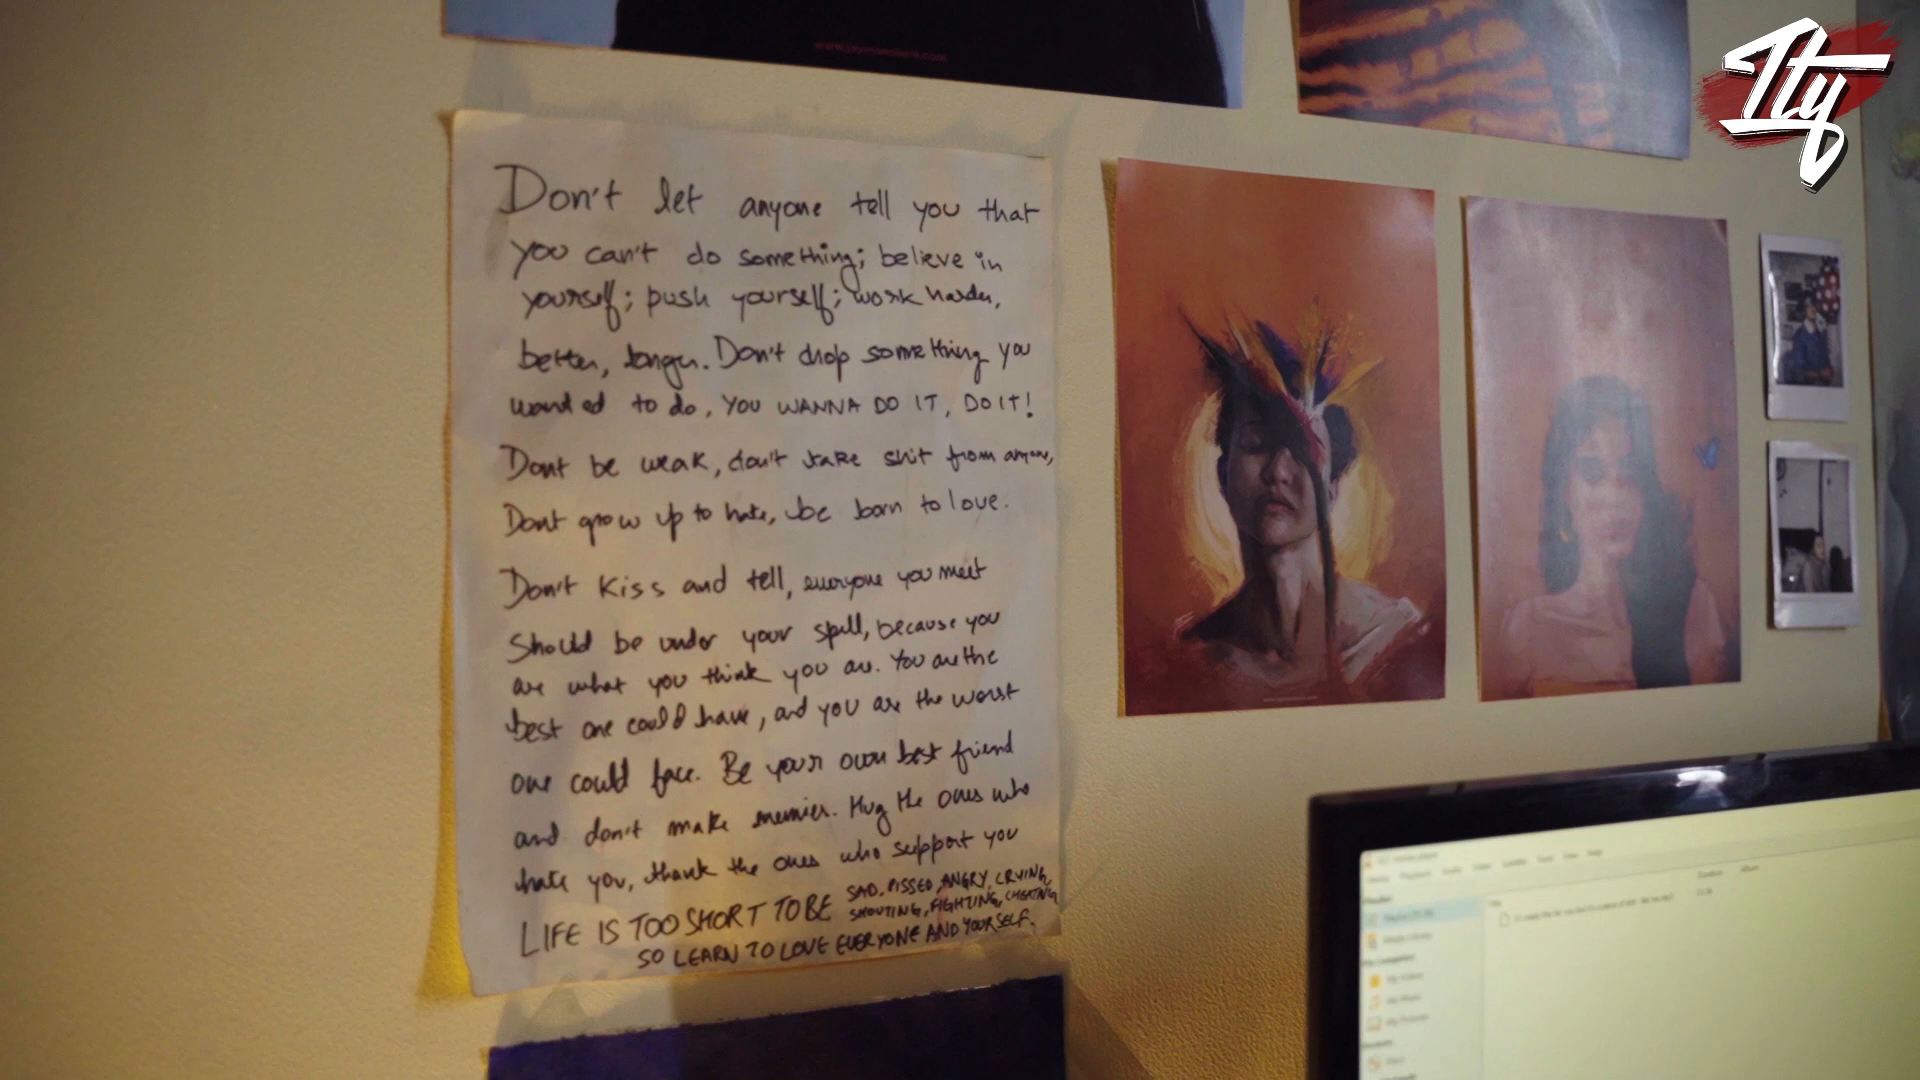 Ity
Don't let anyone tell you that
you can't do something; believe in
yourself; push yourself; work harder,
better, longer. Don't drop something you
wanted to do, YOU WANNA DO IT, DO IT!
Dont be weak, don't take shit from anyone,
Dont grow up to hate, be born to love.
Don't Kiss and tell, everyone you meet
Should be under your spell, because you
are what you think you are. You are the
best one could have, and you are the worst
one could face. Be your own best friend
and don't make enemies. Hug the ones who
hate you, thank the ones who support you
LIFE IS TOO SHORT TO BE SAD, PISSED, ANGRY, CRYING,
SHOUTING, FIGHTING, CHEATING,
SO LEARN TO LOVE EVERYONE AND YOURSELF.